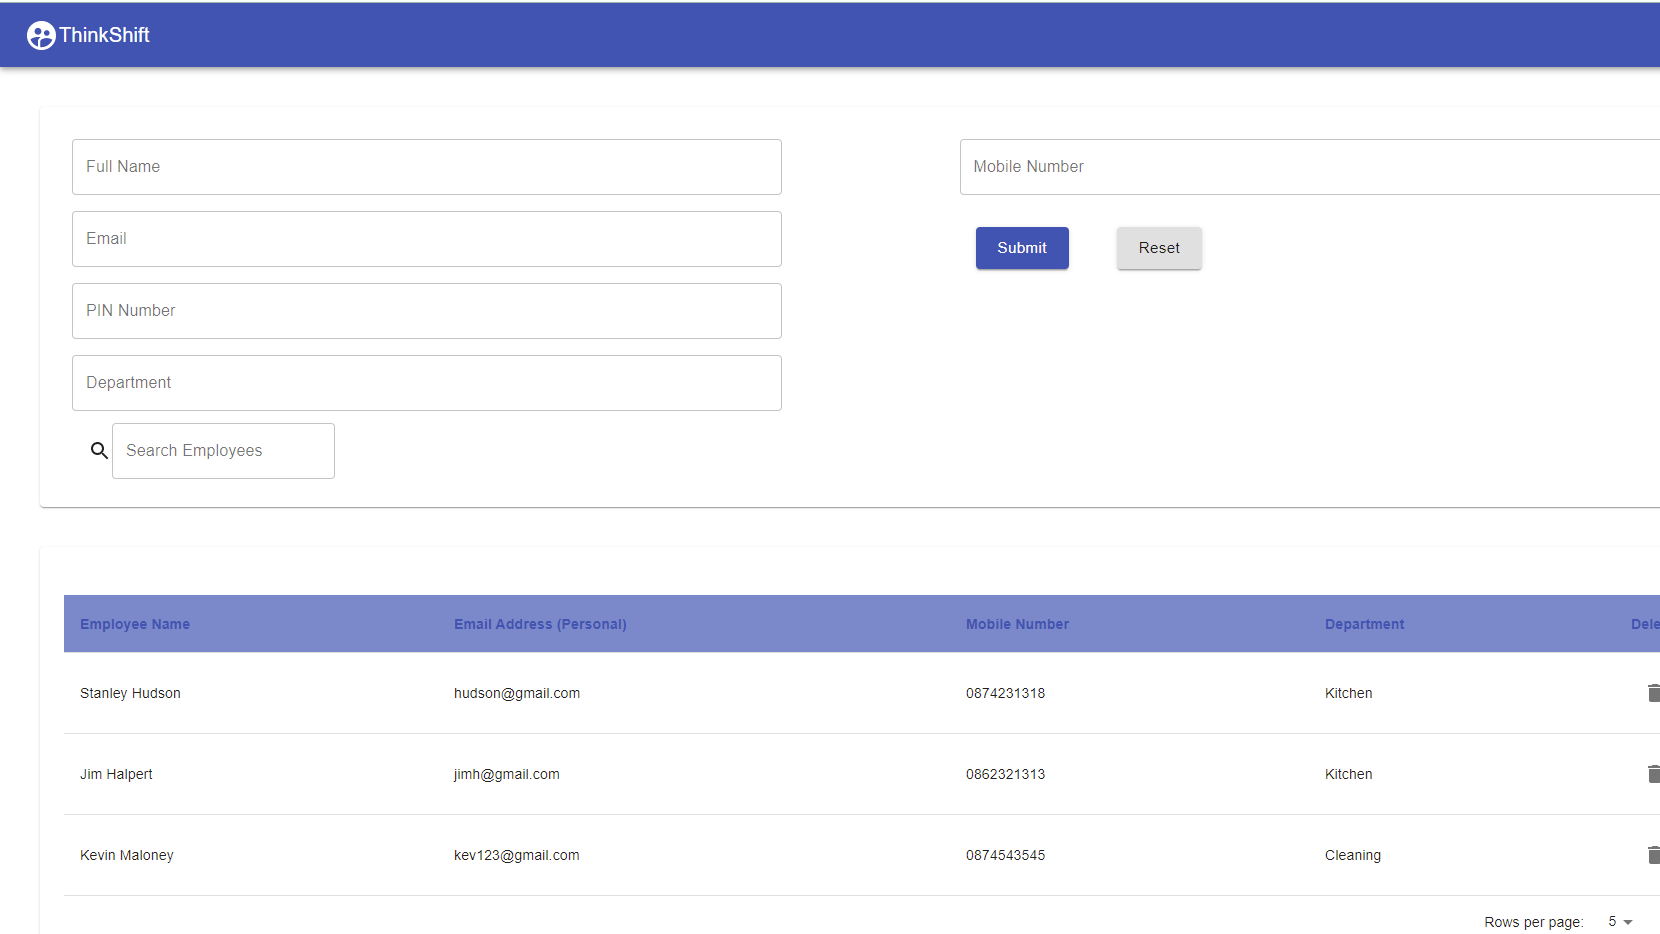 ThinkShift
Full Name
Mobile Number
Email
Submit
Reset
PIN Number
Department
Search Employees
Employee Name Email Address (Personal) Mobile Number Department Dele
Stanley Hudson hudson@gmail.com 0874231318 Kitchen
Jim Halpert jimh@gmail.com 0862321313 Kitchen
Kevin Maloney kev123@gmail.com 0874543545 Cleaning
Rows per page: 5